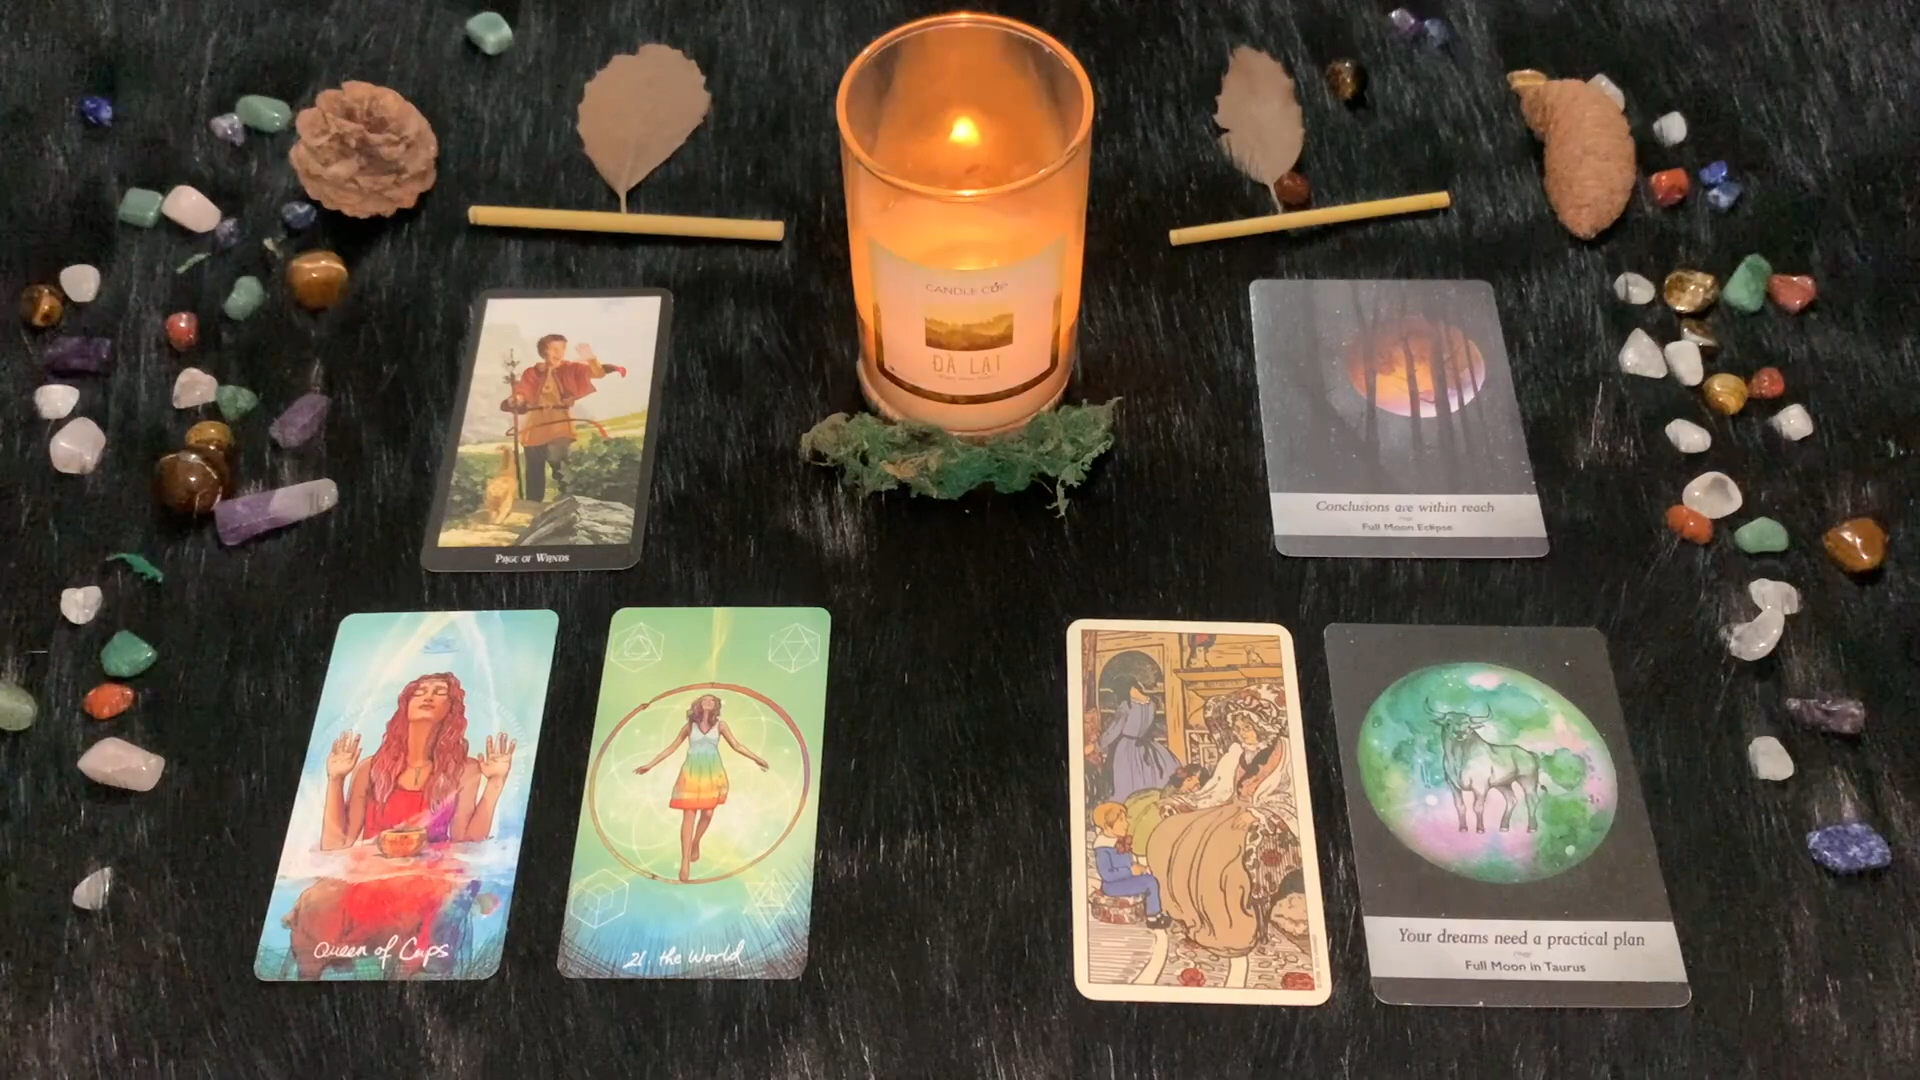 CANDLE CUP
ĐÀ LẠT
PAGE OF WANDS
Conclusions are within reach
Full Moon Eclipse
Queen of Cups
21. the World
Your dreams need a practical plan
Full Moon in Taurus